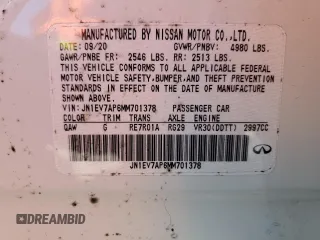 MANUFACTURED BY NISSAN MOTOR CO.,LTD.
DATE: 09/20 GVWR/PNBV: 4980 LBS.
GAWR/PNBE FR: 2546 LBS. RR: 2513 LBS.
THIS VEHICLE CONFORMS TO ALL APPLICABLE FEDERAL
MOTOR VEHICLE SAFETY,BUMPER,AND THEFT PREVENTION
STANDARDS IN EFFECT ON THE DATE OF MANUFACTURE
SHOWN ABOVE.
VIN: JN1EV7AP6MM701378 PASSENGER CAR
COLOR TRIM TRANS AXLE ENGINE
QAW G RE7R01A RG29 VR30(DDTT) 2997CC
JN1EV7AP6MM701378
INFINITI
AutoBidMaster